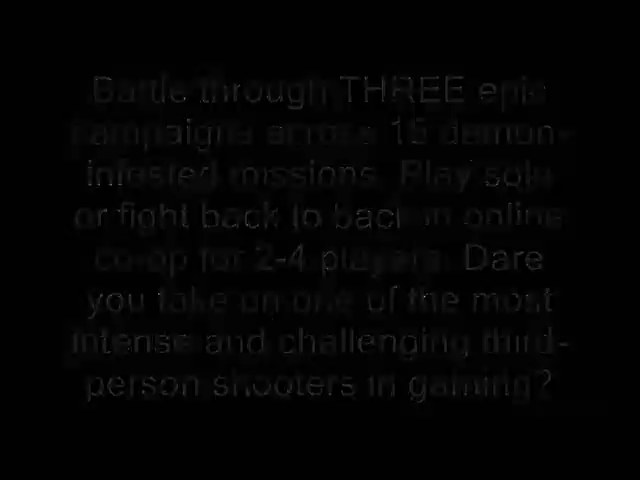 Battle through THREE epic
campaigns across 15 demon-
infested missions. Play solo
or fight back to back in online
co-op for 2-4 players. Dare
you take on one of the most
intense and challenging third-
person shooters in gaming?